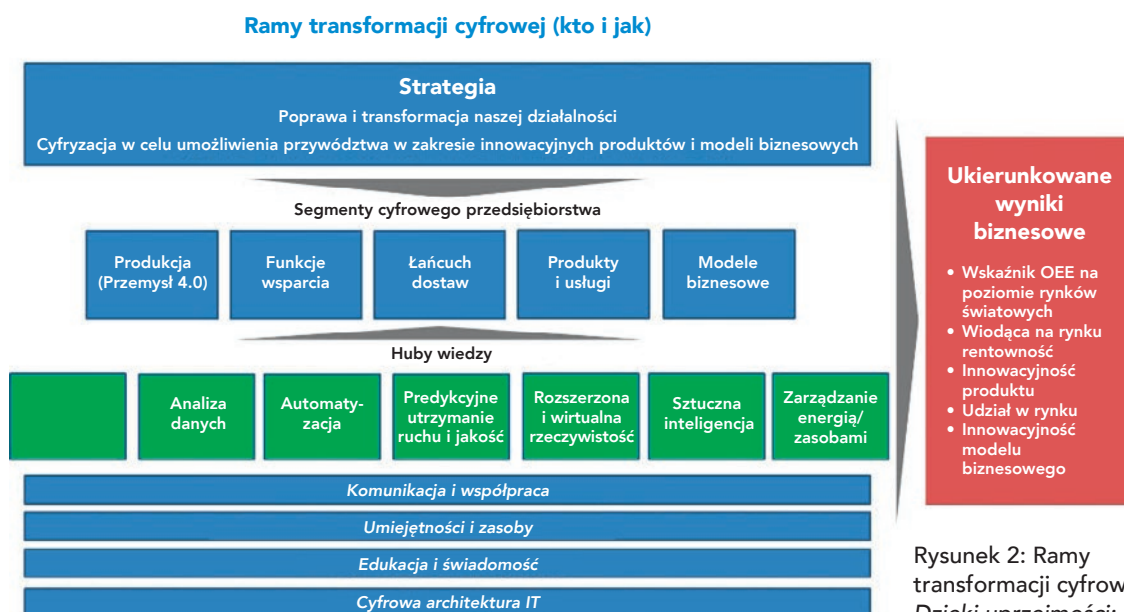 Ramy transformacji cyfrowej (kto i jak)
Strategia
Poprawa i transformacja naszej działalności
Cyfryzacja w celu umożliwienia przywództwa w zakresie innowacyjnych produktów i modeli biznesowych
Segmenty cyfrowego przedsiębiorstwa
Produkcja
(Przemysł 4.0)
Funkcje
wsparcia
Łańcuch
dostaw
Produkty
i usługi
Modele
biznesowe
Huby wiedzy
Analiza
danych
Automaty-
zacja
Predykcyjne
utrzymanie
ruchu i jakość
Rozszerzona
i wirtualna
rzeczywistość
Sztuczna
inteligencja
Zarządzanie
energią/
zasobami
Komunikacja i współpraca
Umiejętności i zasoby
Edukacja i świadomość
Cyfrowa architektura IT
Ukierunkowane
wyniki
biznesowe
• Wskaźnik OEE na
poziomie rynków
światowych
• Wiodąca na rynku
rentowność
• Innowacyjność
produktu
• Udział w rynku
• Innowacyjność
modelu
biznesowego
Rysunek 2: Ramy
transformacji cyfrow